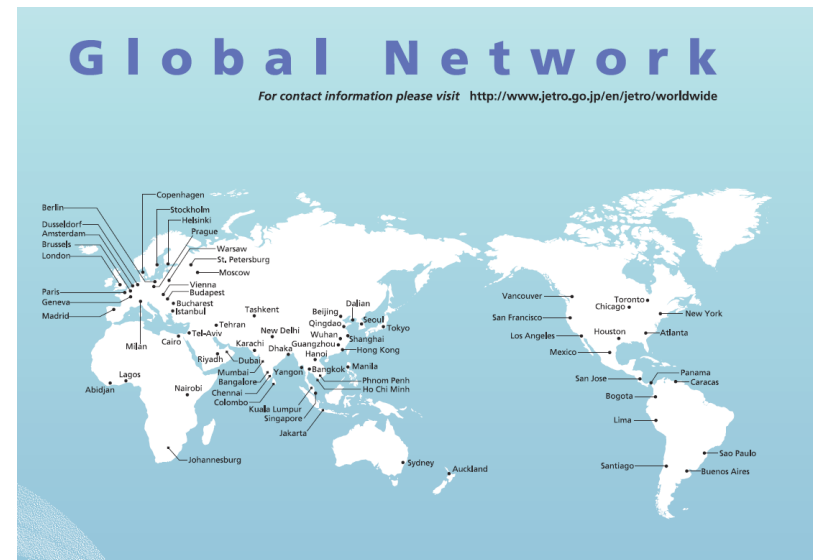 Global Network
For contact information please visit http://www.jetro.go.jp/en/jetro/worldwide
Copenhagen
Berlin
Stockholm
Helsinki
Dusseldorf
Prague
Amsterdam
Brussels
London
Warsaw
St. Petersburg
Moscow
Vienna
Budapest
Paris
Geneva
Madrid
Bucharest
Istanbul
Milan
Cairo
Tel-Aviv
Tehran
Tashkent
New Delhi
Karachi
Dhaka
Riyadh
Dubai
Mumbai
Bangalore
Chennai
Colombo
Yangon
Lagos
Abidjan
Nairobi
Johannesburg
Dalian
Beijing
Seoul
Qingdao
Tokyo
Wuhan
Shanghai
Guangzhou
Hong Kong
Hanoi
Bangkok
Manila
Phnom Penh
Ho Chi Minh
Kuala Lumpur
Singapore
Jakarta
Sydney
Auckland
Vancouver
Toronto
Chicago
New York
San Francisco
Los Angeles
Houston
Atlanta
Mexico
San Jose
Panama
Caracas
Bogota
Lima
Sao Paulo
Santiago
Buenos Aires